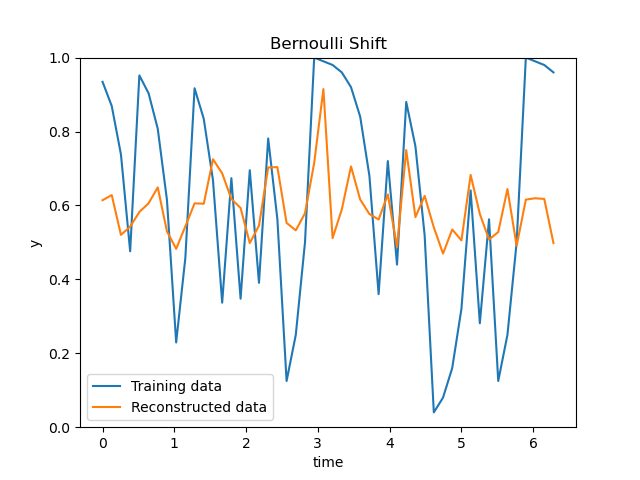 Bernoulli Shift
1.0
0.8
0.6
0.4
0.2
0.0
y
Training data
Reconstructed data
0 1 2 3 4 5 6
time